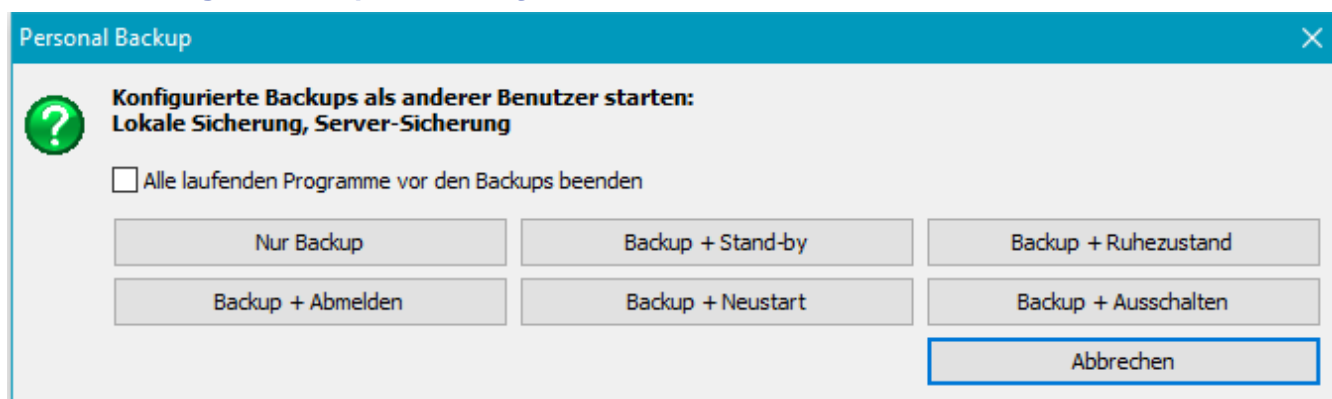 Personal Backup
Konfigurierte Backups als anderer Benutzer starten:
Lokale Sicherung, Server-Sicherung
Alle laufenden Programme vor den Backups beenden
Nur Backup
Backup + Stand-by
Backup + Ruhezustand
Backup + Abmelden
Backup + Neustart
Backup + Ausschalten
Abbrechen